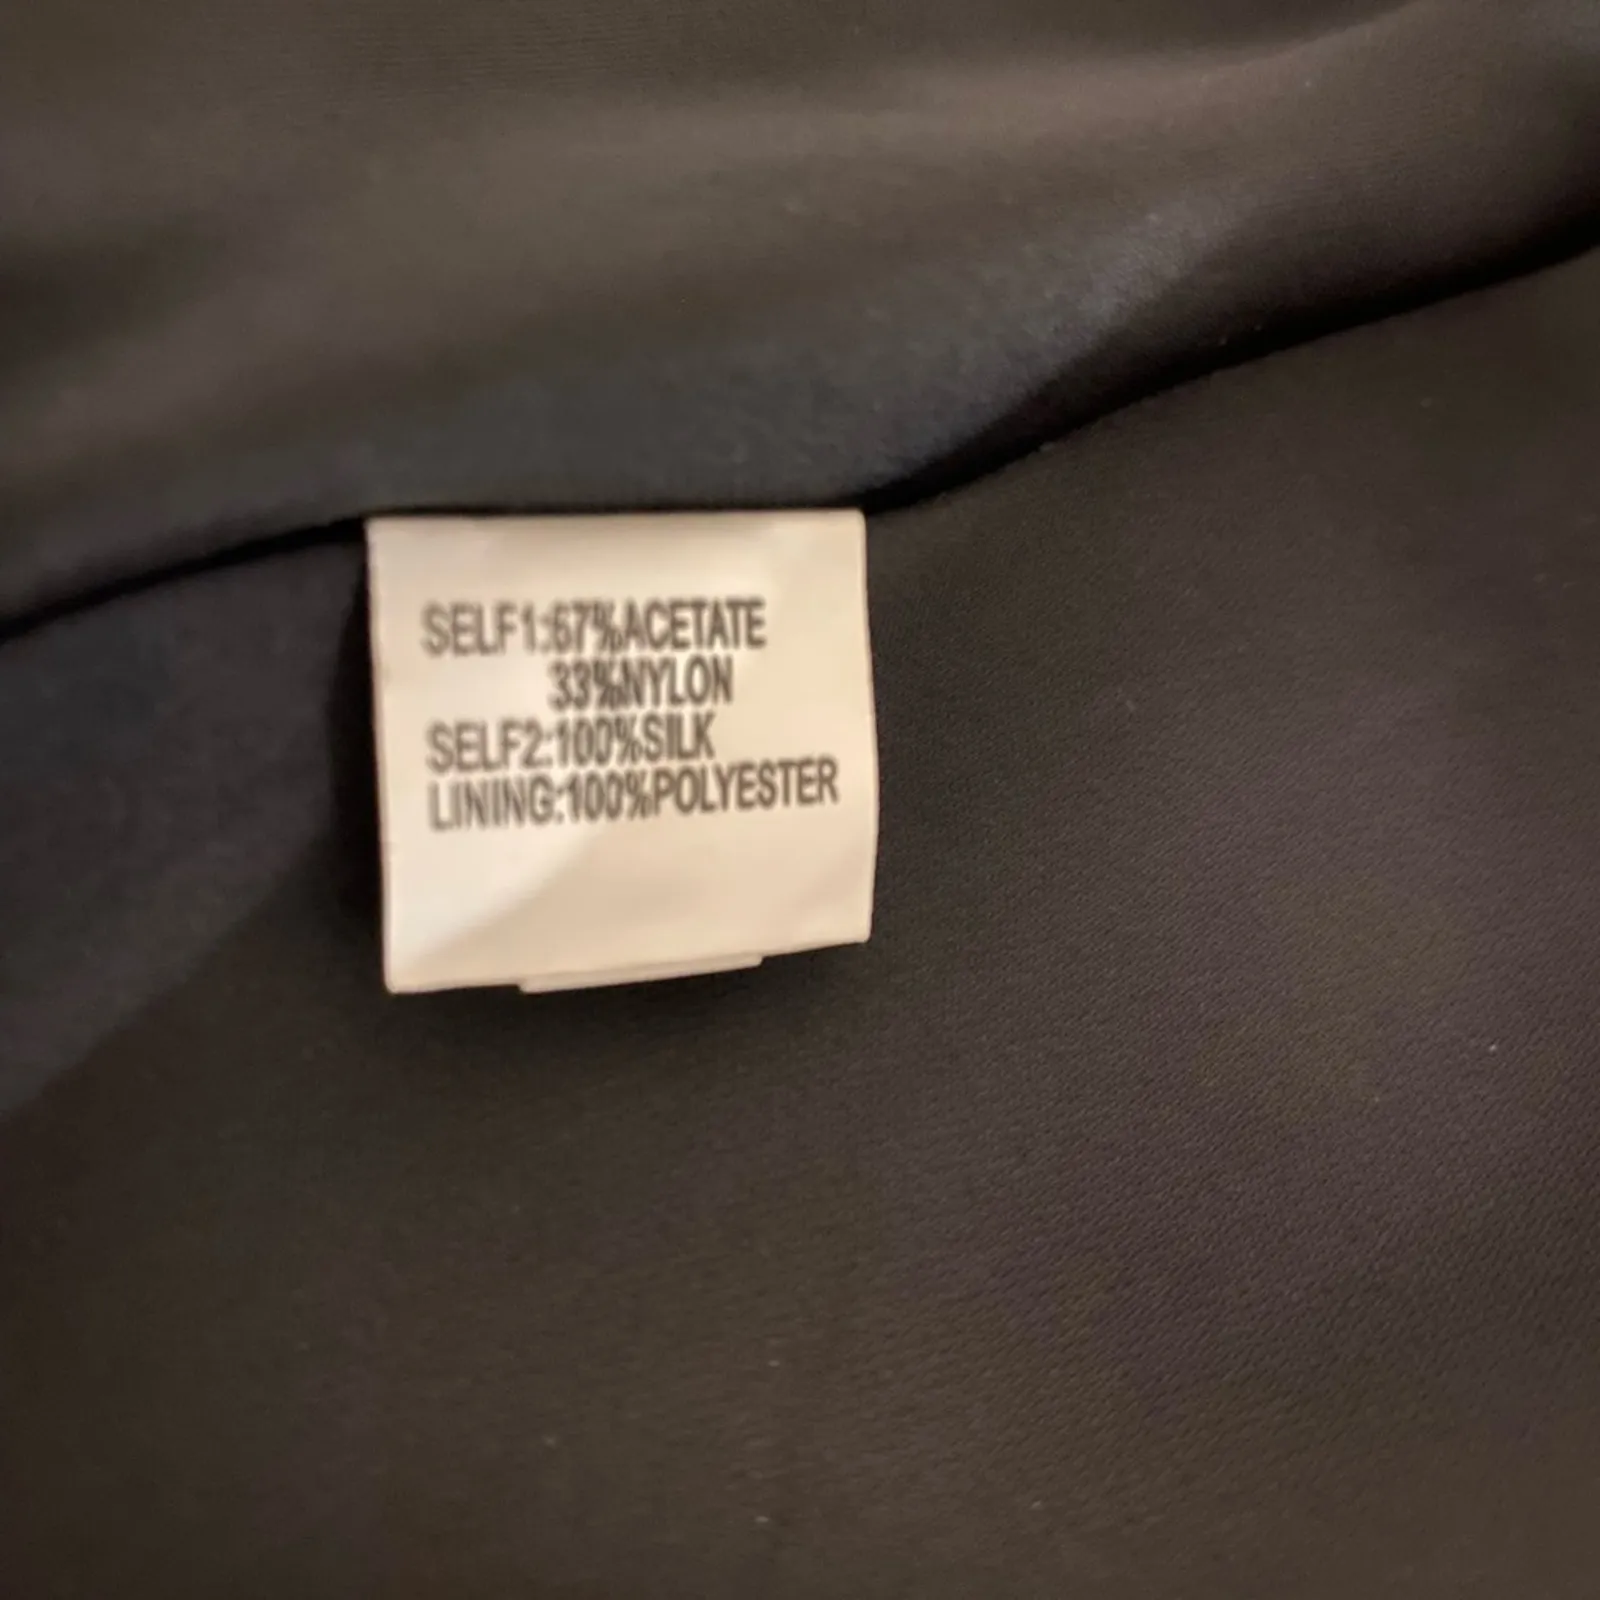 SELF1:67%ACETATE
33%NYLON
SELF2:100%SILK
LINING:100%POLYESTER